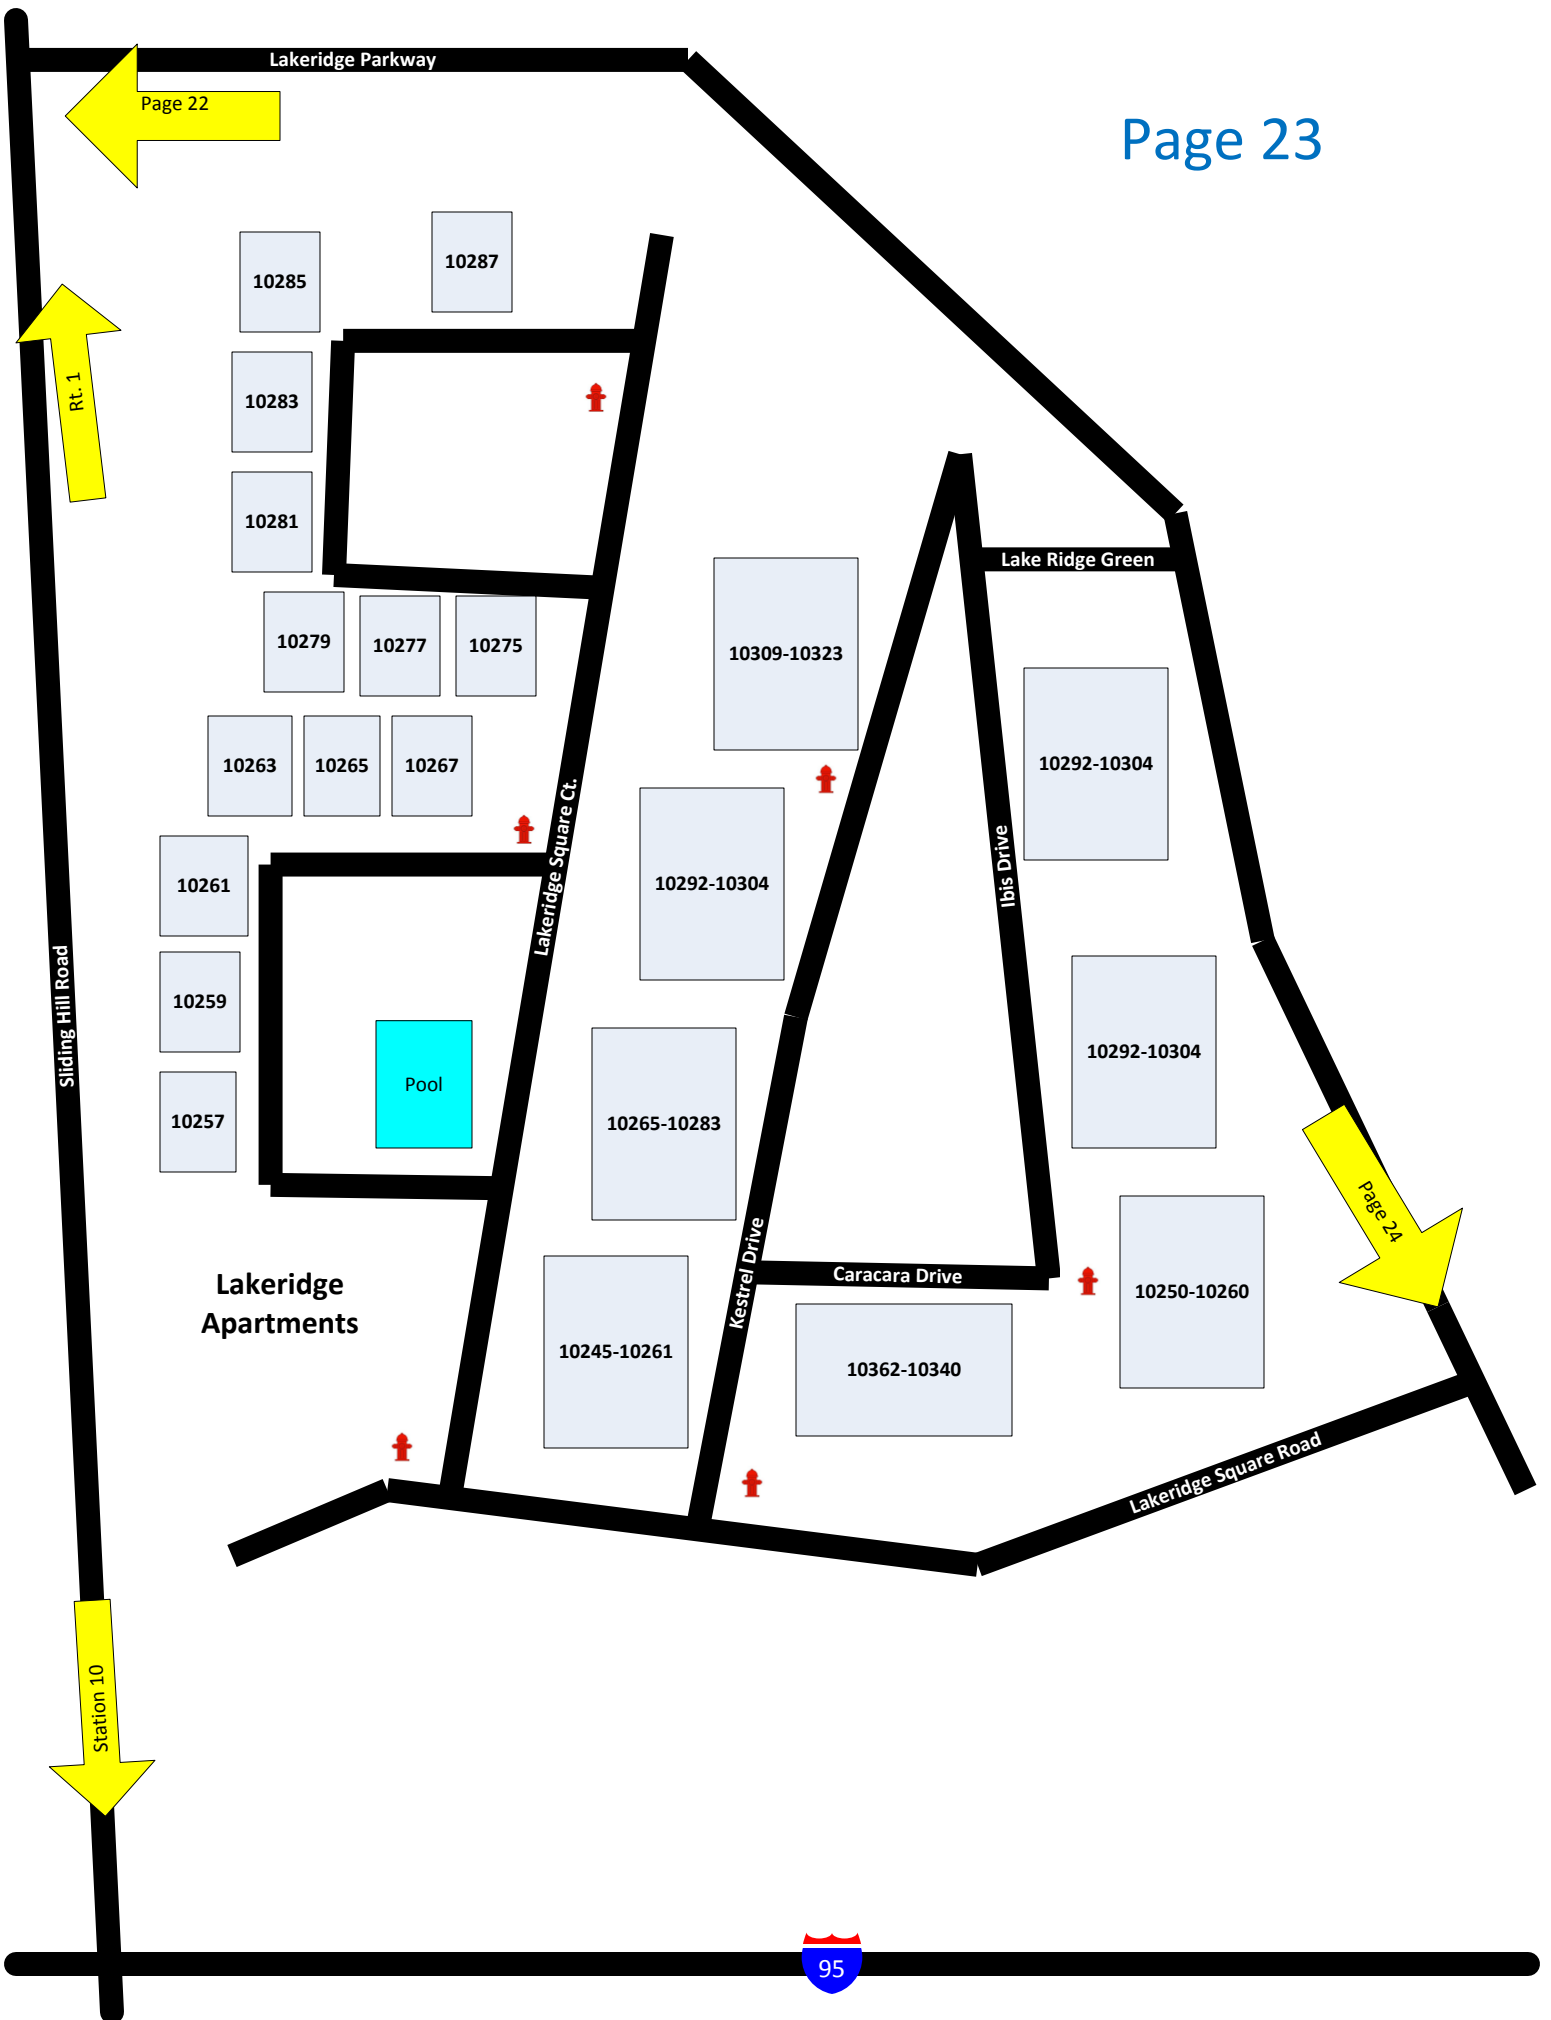 Lakeridge Parkway
Page 22
Page 23
10285
10287
Rt. 1
10283
10281
Lake Ridge Green
10279
10277
10275
10309-10323
10263
10265
10267
10292-10304
Lakeridge Square Ct.
Ibis Drive
10261
10292-10304
Sliding Hill Road
10259
10292-10304
Pool
10257
10265-10283
Page 24
Lakeridge
Apartments
Kestrel Drive
Caracara Drive
10250-10260
10245-10261
10362-10340
Lakeridge Square Road
Station 10
95